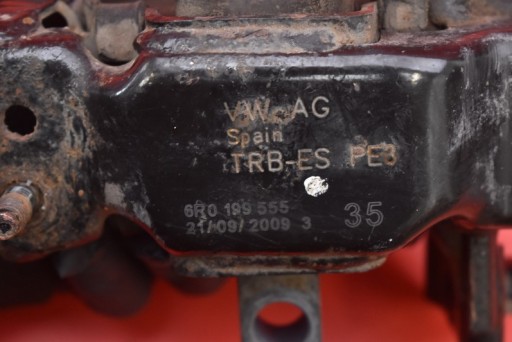 VW AG
Spain
TRB-ES PE3
6R0 199 555
21/09/2009 3
35